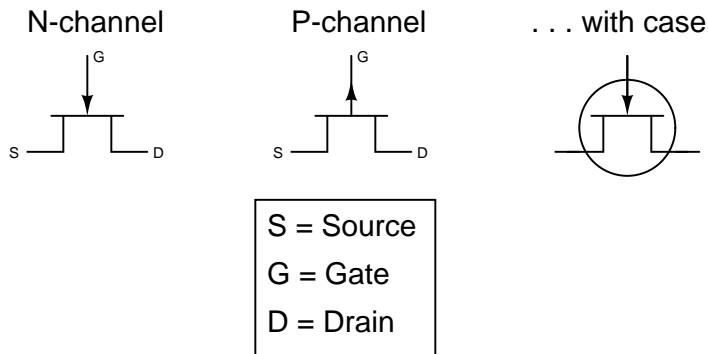 N-channel P-channel . . . with case
G G
S D S D
S = Source
G = Gate
D = Drain